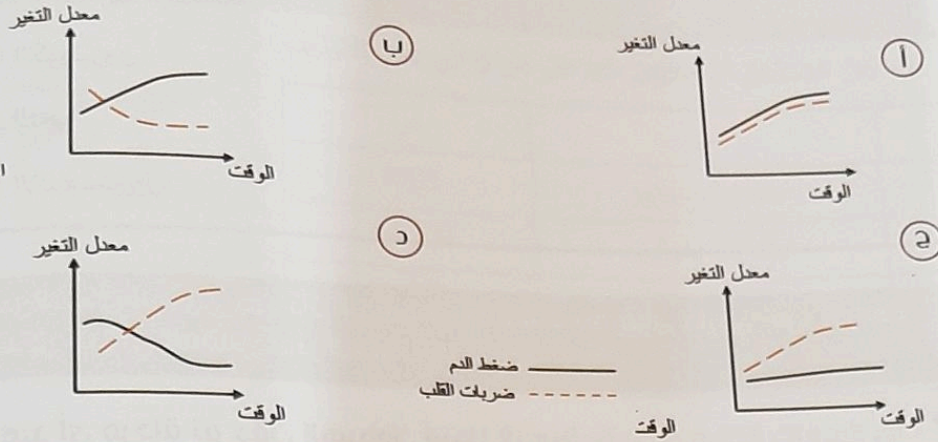 أ
معدل التغير
الوقت
ب
معدل التغير
الوقت
ج
معدل التغير
الوقت
د
معدل التغير
الوقت
ضغط الدم
ضربات القلب
الوقت